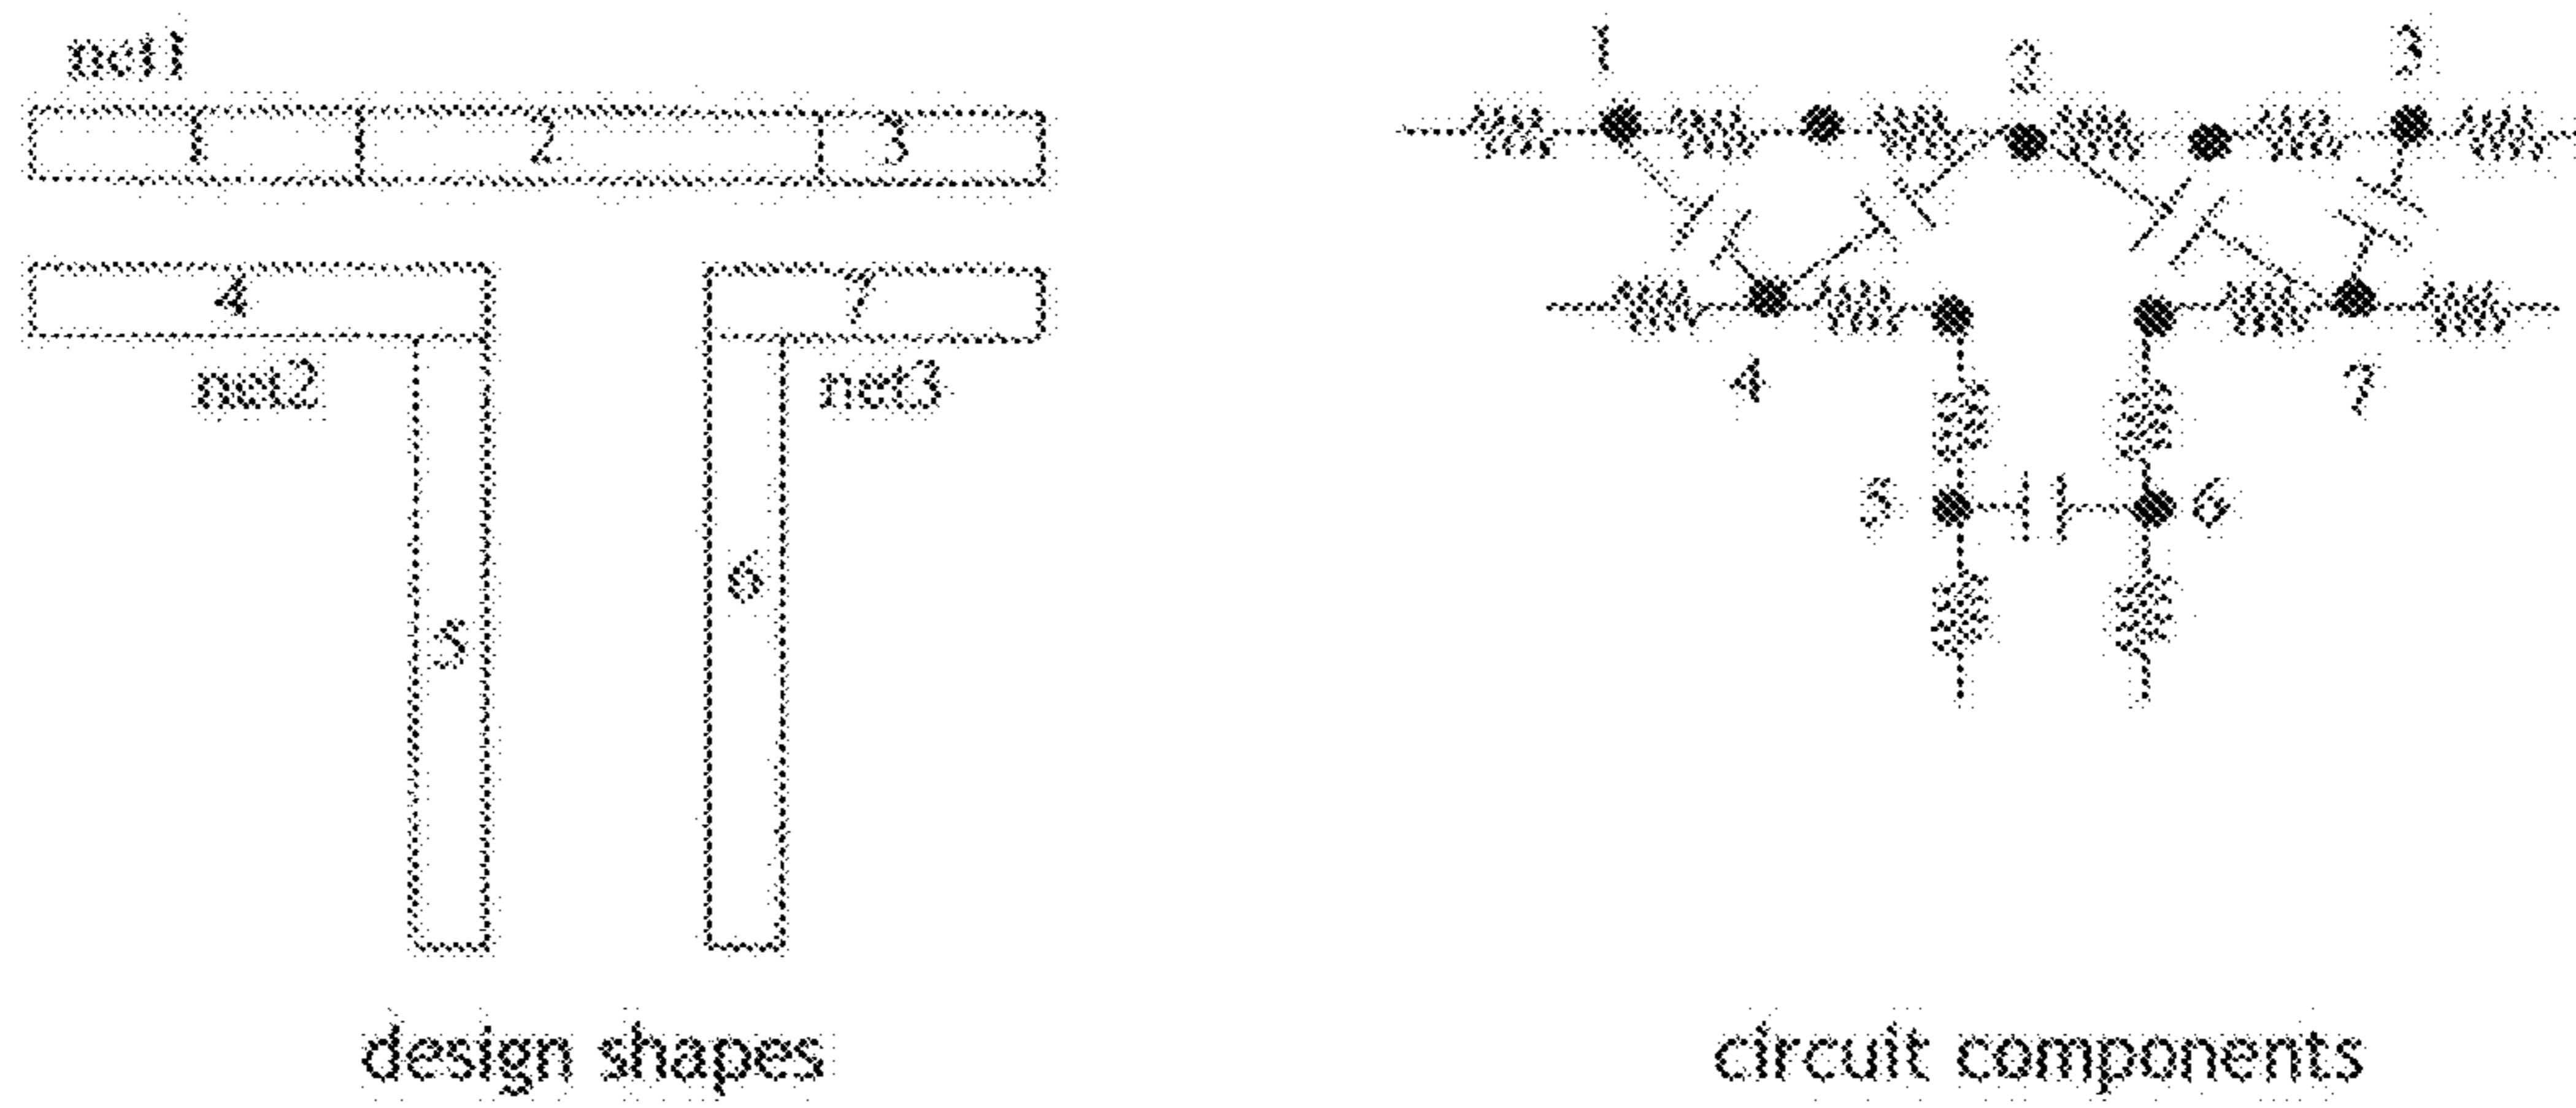 net1
1 2 3
4 7
net2 net3
5
6
1 2 3
4 7
5 6
design shapes
circuit components